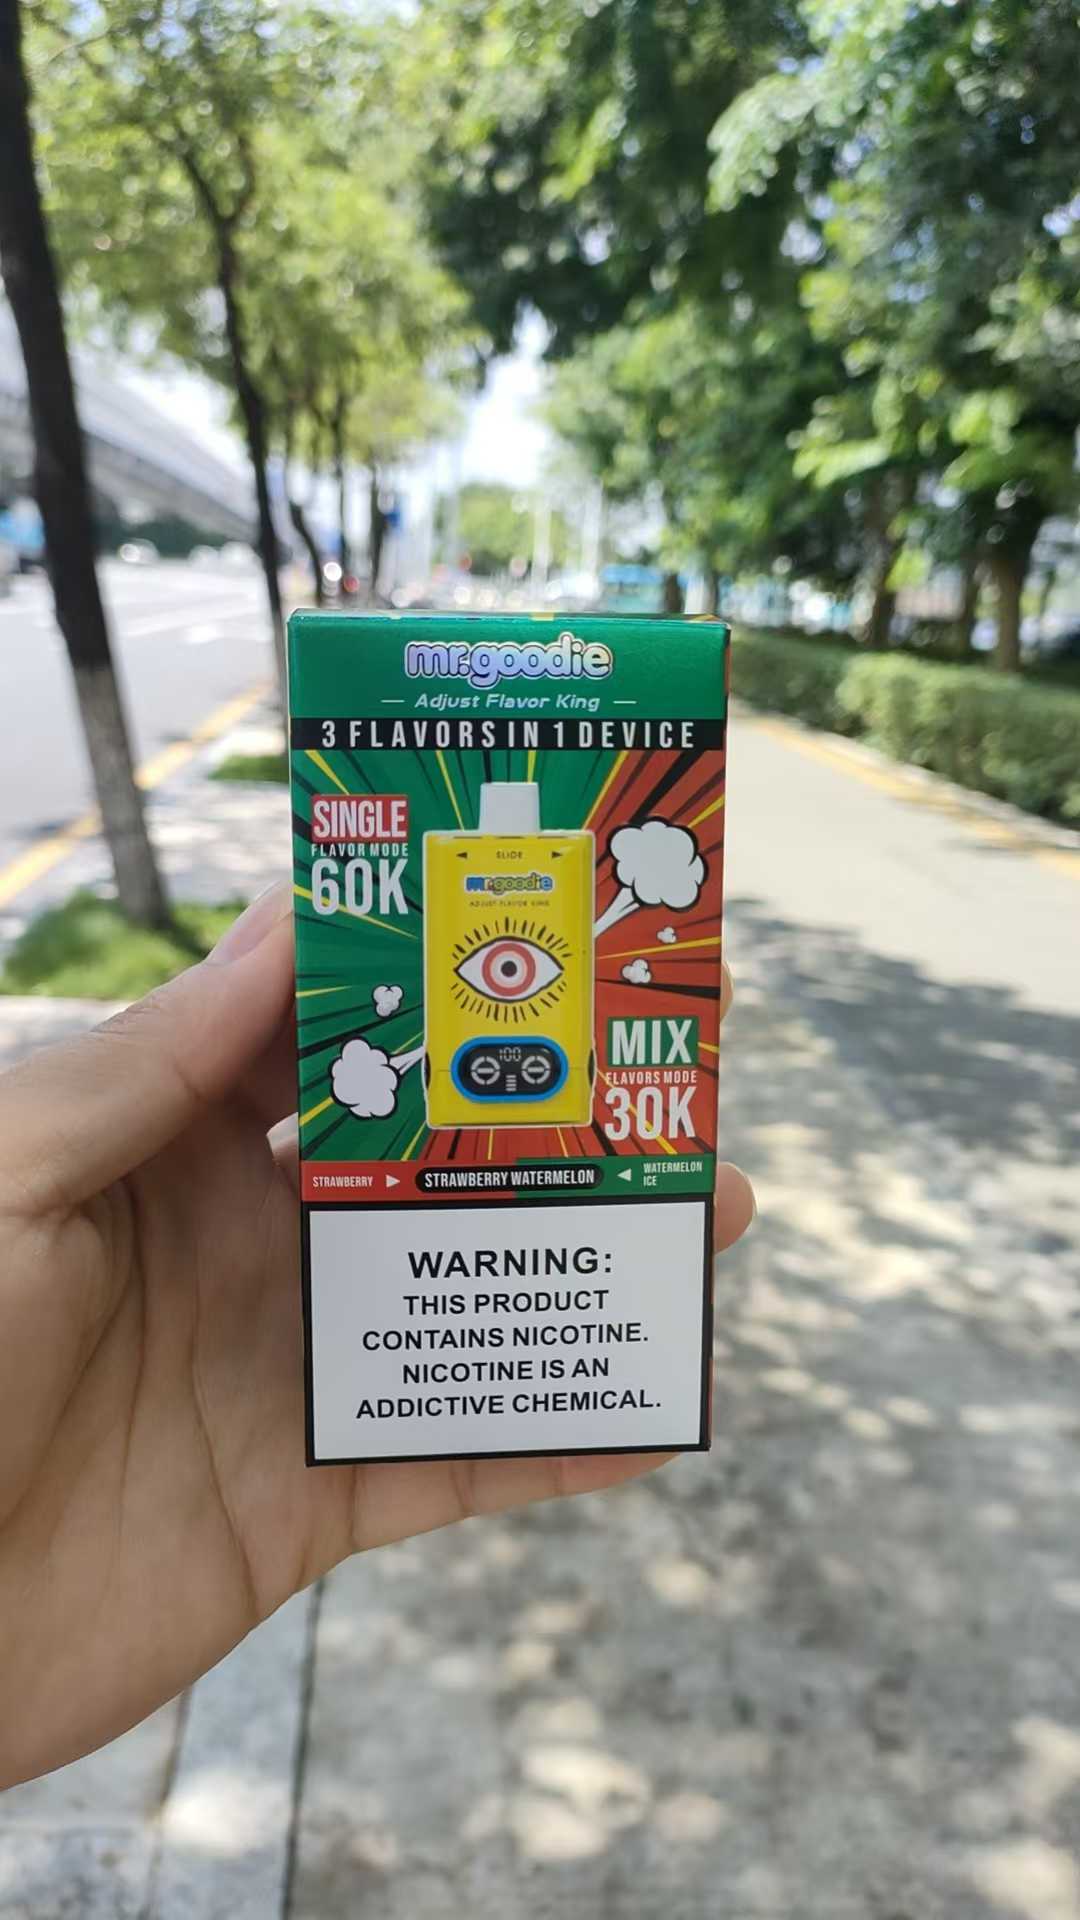 mr.goodie
Adjust Flavor King
3 FLAVORS IN 1 DEVICE
SINGLE
FLAVOR MODE
60K
SLIDE
mr.goodie
ADJUST FLAVOR KING
100
MIX
FLAVORS MODE
30K
STRAWBERRY
STRAWBERRY WATERMELON
WATERMELON
ICE
WARNING:
THIS PRODUCT
CONTAINS NICOTINE.
NICOTINE IS AN
ADDICTIVE CHEMICAL.